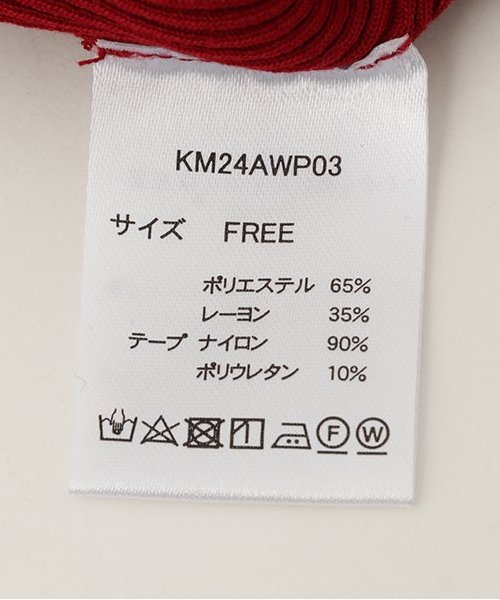 KM24AWP03
サイズ FREE
ポリエステル 65%
レーヨン 35%
テープ ナイロン 90%
ポリウレタン 10%
F W